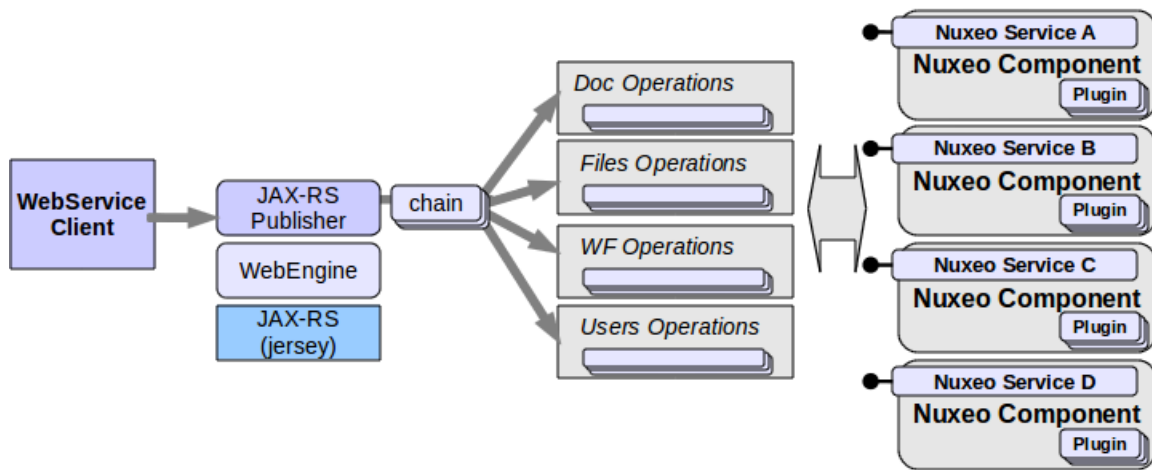 WebService
Client
JAX-RS
Publisher
WebEngine
JAX-RS
(jersey)
chain
Doc Operations
Files Operations
WF Operations
Users Operations
Nuxeo Service A
Nuxeo Component
Plugin
Nuxeo Service B
Nuxeo Component
Plugin
Nuxeo Service C
Nuxeo Component
Plugin
Nuxeo Service D
Nuxeo Component
Plugin